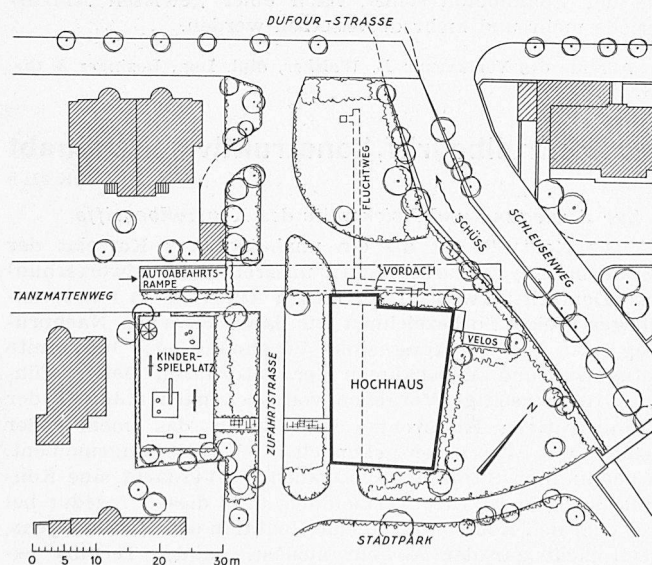 DUFOUR-STRASSE
FLUCHTWEG
SCHÜSS
SCHLEUSENWEG
AUTOABFAHRTS-
RAMPE
VORDACH
TANZMATTENWEG
VELOS
KINDER-
SPIELPLATZ
ZUFAHRTSTRASSE
HOCHHAUS
N
STADTPARK
0 5 10 20 30m